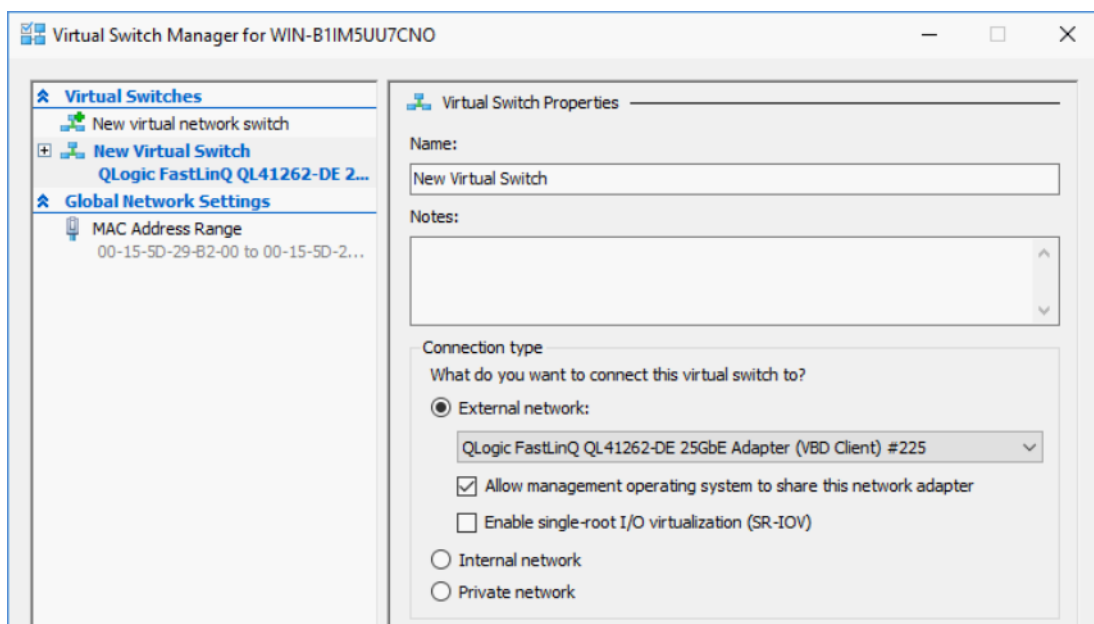 Virtual Switch Manager for WIN-B1IM5UU7CNO
Virtual Switches
New virtual network switch
New Virtual Switch
QLogic FastLinQ QL41262-DE 2...
Global Network Settings
MAC Address Range
00-15-5D-29-B2-00 to 00-15-5D-2...
Virtual Switch Properties
Name:
New Virtual Switch
Notes:
Connection type
What do you want to connect this virtual switch to?
External network:
QLogic FastLinQ QL41262-DE 25GbE Adapter (VBD Client) #225
Allow management operating system to share this network adapter
Enable single-root I/O virtualization (SR-IOV)
Internal network
Private network